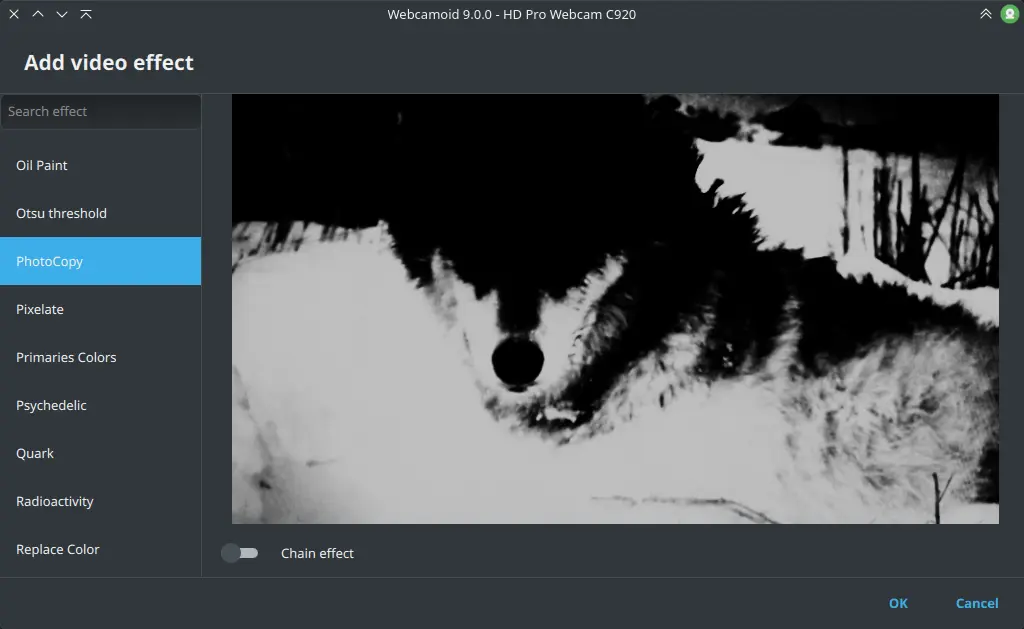 Webcamoid 9.0.0 - HD Pro Webcam C920
Add video effect
Search effect
Oil Paint
Otsu threshold
PhotoCopy
Pixelate
Primaries Colors
Psychedelic
Quark
Radioactivity
Replace Color
Chain effect
OK
Cancel